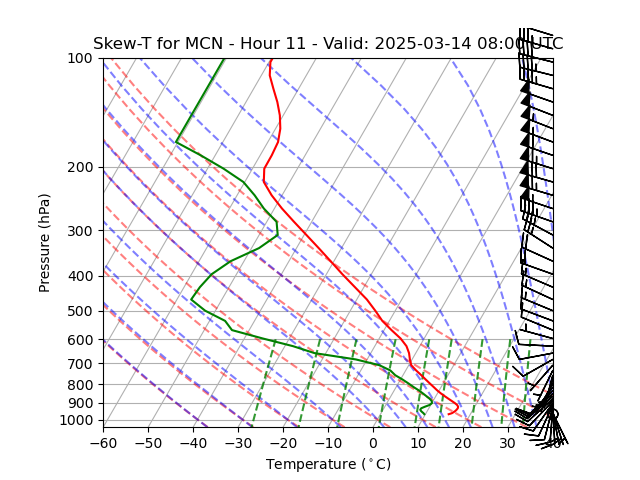 Skew-T for MCN - Hour 11 - Valid: 2025-03-14 08:00 UTC
100
200
300
400
500
600
700
800
900
1000
Pressure (hPa)
−60 −50 −40 −30 −20 −10 0 10 20 30 40
Temperature (°C)